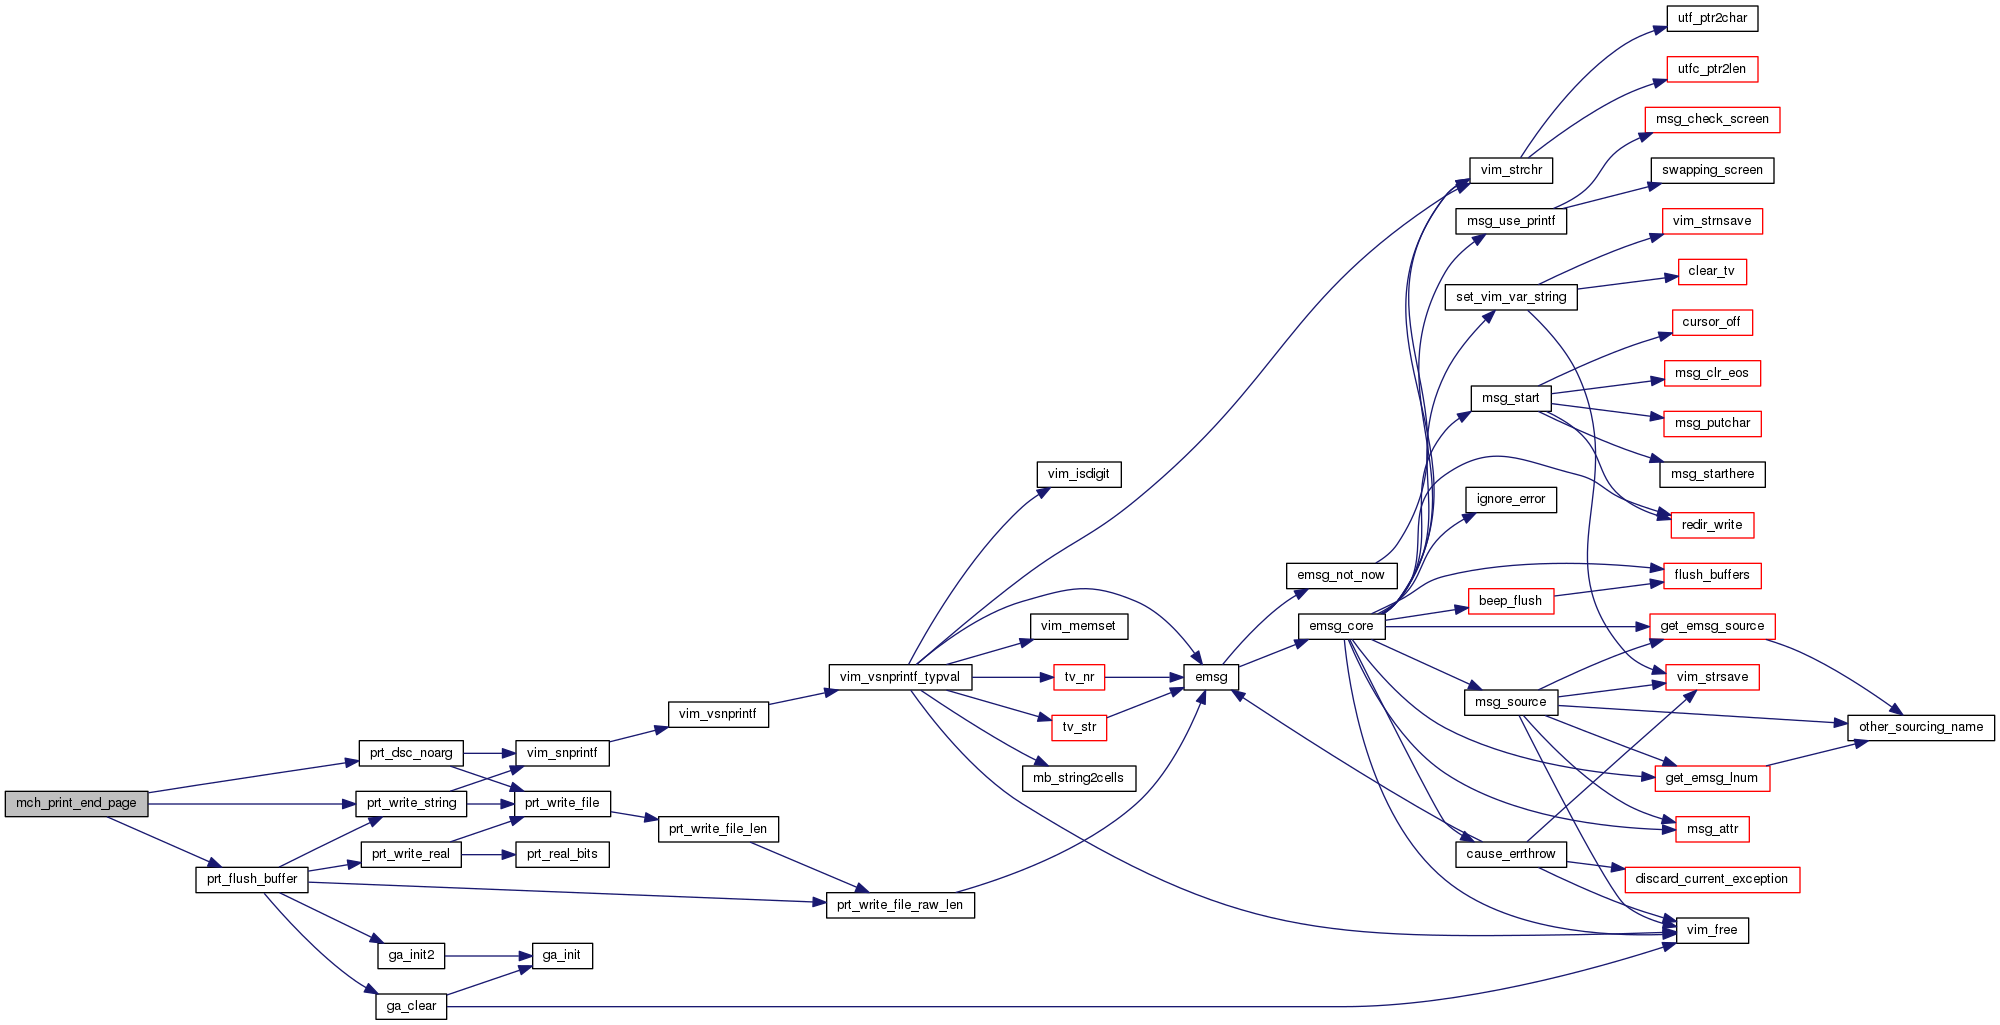 utf_ptr2char
utfc_ptr2len
msg_check_screen
vim_strchr
swapping_screen
msg_use_printf
vim_strnsave
clear_tv
set_vim_var_string
cursor_off
msg_clr_eos
msg_start
msg_putchar
vim_isdigit
msg_starthere
ignore_error
redir_write
emsg_not_now
flush_buffers
beep_flush
vim_memset
emsg_core
get_emsg_source
vim_vsnprintf_typval
tv_nr
emsg
vim_strsave
msg_source
vim_vsnprintf
tv_str
other_sourcing_name
prt_dsc_noarg
vim_snprintf
mb_string2cells
get_emsg_lnum
mch_print_end_page
prt_write_string
prt_write_file
prt_write_file_len
msg_attr
prt_write_real
prt_real_bits
cause_errthrow
prt_flush_buffer
discard_current_exception
prt_write_file_raw_len
vim_free
ga_init2
ga_init
ga_clear